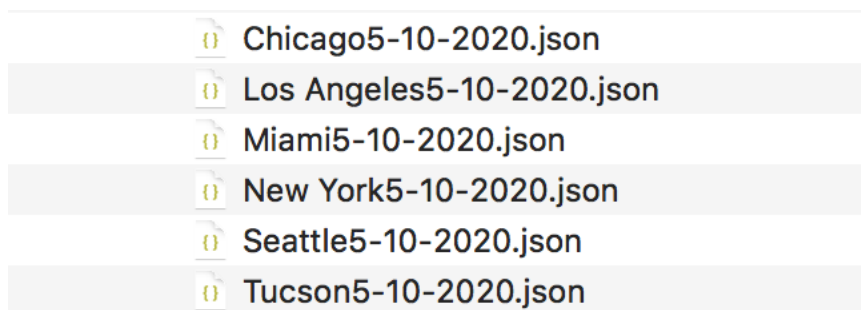 Chicago5-10-2020.json
Los Angeles5-10-2020.json
Miami5-10-2020.json
New York5-10-2020.json
Seattle5-10-2020.json
Tucson5-10-2020.json